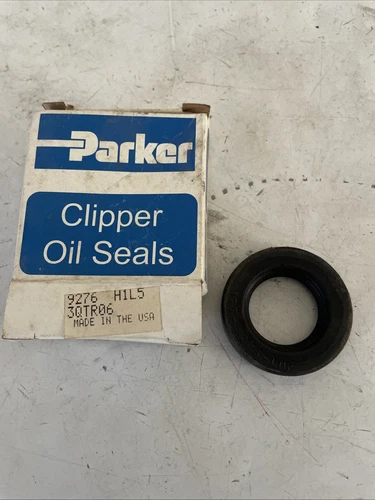 Parker
Clipper
Oil Seals
9276 H1L5
3QTR06
MADE IN THE USA